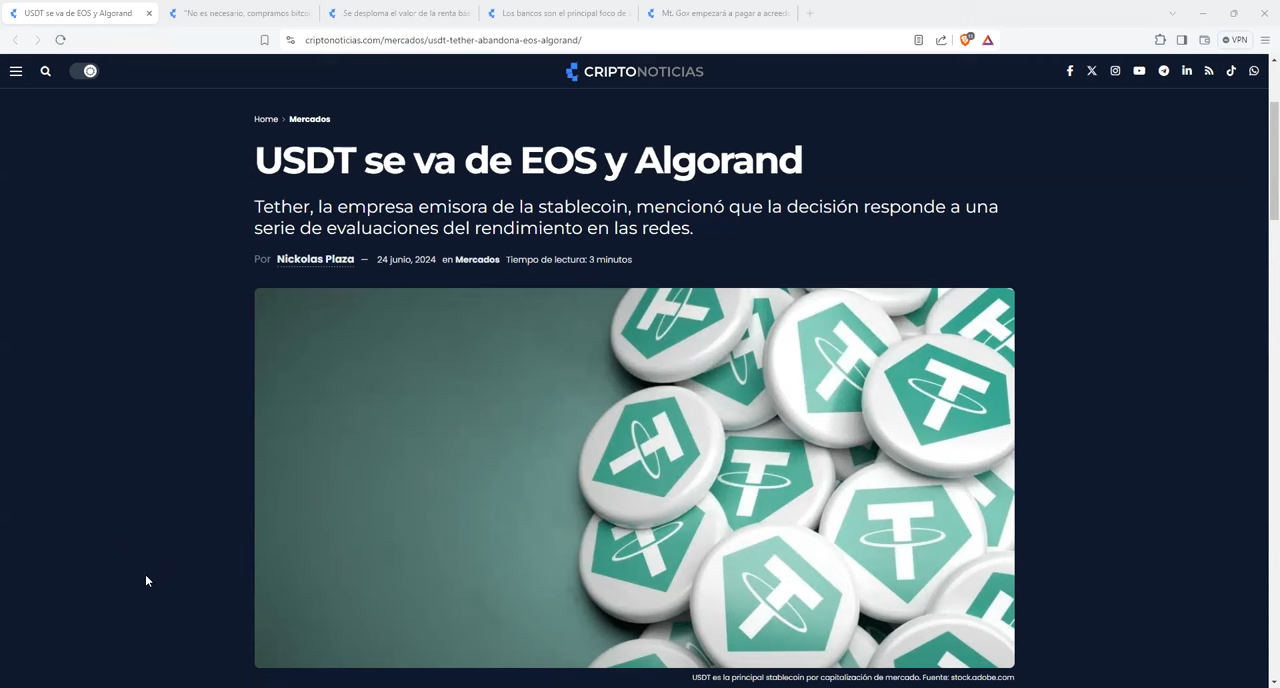 USDT se va de EOS y Algorand
"No es necesario, compramos bitco
Se desploma el valor de la renta bás
Los bancos son el principal foco de
Mt. Gox empezará a pagar a acreed
criptonoticias.com/mercados/usdt-tether-abandona-eos-algorand/
VPN
CRIPTONOTICIAS
Home > Mercados
USDT se va de EOS y Algorand
Tether, la empresa emisora de la stablecoin, mencionó que la decisión responde a una
serie de evaluaciones del rendimiento en las redes.
Por Nickolas Plaza — 24 junio, 2024 en Mercados Tiempo de lectura: 3 minutos
USDT es la principal stablecoin por capitalización de mercado. Fuente: stock.adobe.com